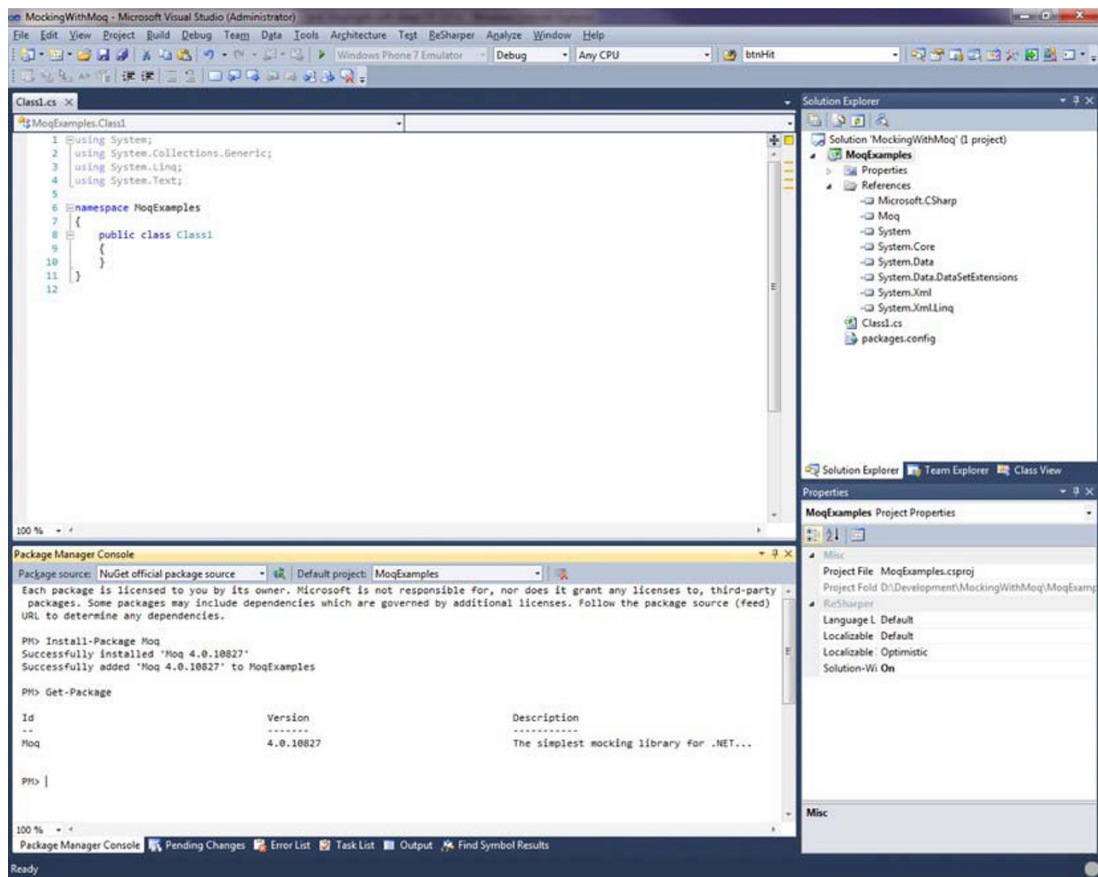 MockingWithMoq - Microsoft Visual Studio (Administrator)
File Edit View Project Build Debug Team Data Tools Architecture Test ReSharper Analyze Window Help
Windows Phone 7 Emulator Debug Any CPU btnHit
Class1.cs
MoqExamples.Class1
1 using System;
2 using System.Collections.Generic;
3 using System.Linq;
4 using System.Text;
5
6 namespace MoqExamples
7 {
8 public class Class1
9 {
10 }
11 }
12
100 %
Solution Explorer
Solution 'MockingWithMoq' (1 project)
MoqExamples
Properties
References
Microsoft.CSharp
Moq
System
System.Core
System.Data
System.Data.DataSetExtensions
System.Xml
System.Xml.Linq
Class1.cs
packages.config
Solution Explorer Team Explorer Class View
Properties
MoqExamples Project Properties
Misc
Project File MoqExamples.csproj
Project Fold D:\Development\MockingWithMoq\MoqExamp
ReSharper
Language L Default
Localizable Default
Localizable Optimistic
Solution-Wi On
Misc
Package Manager Console
Package source: NuGet official package source Default project: MoqExamples
Each package is licensed to you by its owner. Microsoft is not responsible for, nor does it grant any licenses to, third-party
packages. Some packages may include dependencies which are governed by additional licenses. Follow the package source (feed)
URL to determine any dependencies.
PM> Install-Package Moq
Successfully installed 'Moq 4.0.10827'
Successfully added 'Moq 4.0.10827' to MoqExamples
PM> Get-Package
Id Version Description
-- ------- -----------
Moq 4.0.10827 The simplest mocking library for .NET...
PM>
100 %
Package Manager Console Pending Changes Error List Task List Output Find Symbol Results
Ready